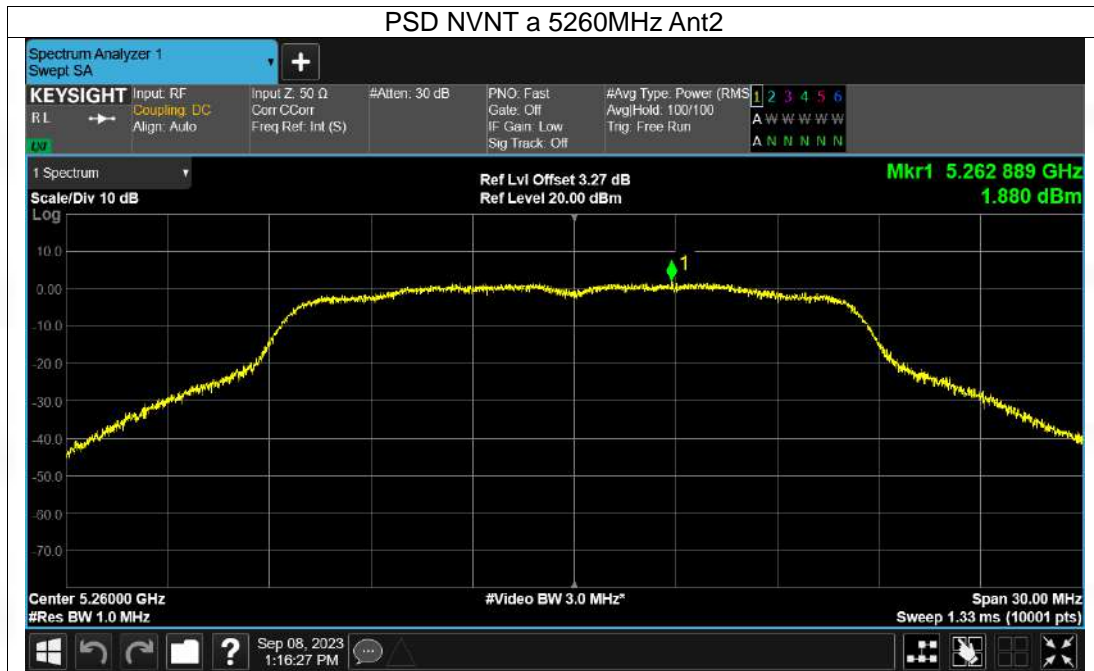 PSD NVNT a 5260MHz Ant2
Spectrum Analyzer 1
Swept SA
+
KEYSIGHT
RL
LXI
Input: RF
Coupling: DC
Align: Auto
Input Z: 50 Ω
Corr CCorr
Freq Ref: Int (S)
#Atten: 30 dB
PNO: Fast
Gate: Off
IF Gain: Low
Sig Track: Off
#Avg Type: Power (RMS
Avg|Hold: 100/100
Trig: Free Run
1 2 3 4 5 6
A W W W W W
A N N N N N
1 Spectrum
Scale/Div 10 dB
Ref Lvl Offset 3.27 dB
Ref Level 20.00 dBm
Mkr1 5.262 889 GHz
1.880 dBm
Log
10.0
0.00
-10.0
-20.0
-30.0
-40.0
-50.0
-60.0
-70.0
1
Center 5.26000 GHz
#Res BW 1.0 MHz
#Video BW 3.0 MHz*
Span 30.00 MHz
Sweep 1.33 ms (10001 pts)
?
Sep 08, 2023
1:16:27 PM